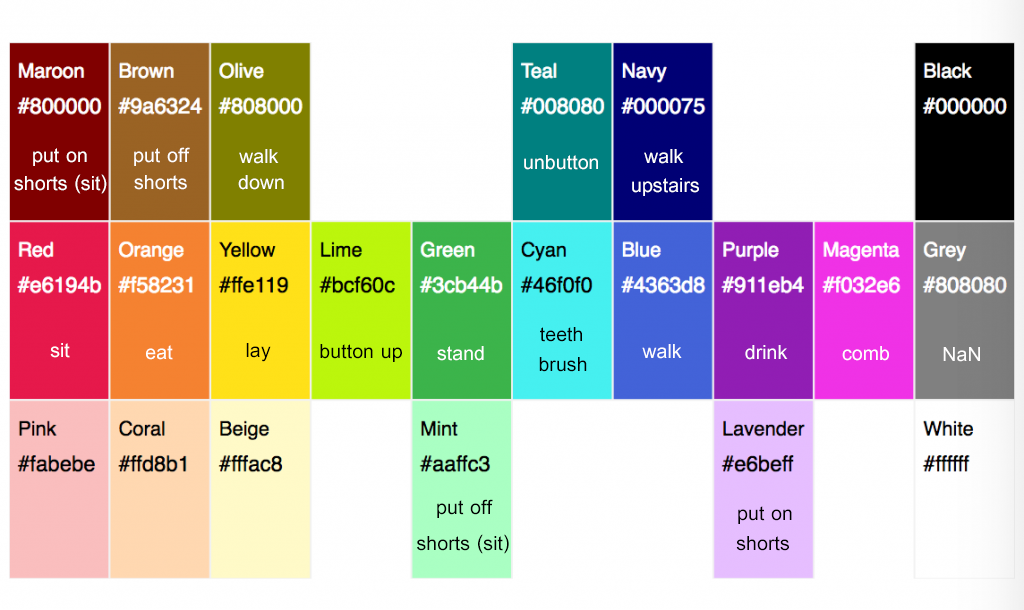 Maroon
#800000
put on
shorts (sit)
Brown
#9a6324
put off
shorts
Olive
#808000
walk
down
Teal
#008080
unbutton
Navy
#000075
walk
upstairs
Black
#000000
Red
#e6194b
sit
Orange
#f58231
eat
Yellow
#ffe119
lay
Lime
#bcf60c
button up
Green
#3cb44b
stand
Cyan
#46f0f0
teeth
brush
Blue
#4363d8
walk
Purple
#911eb4
drink
Magenta
#f032e6
comb
Grey
#808080
NaN
Pink
#fabebe
Coral
#ffd8b1
Beige
#fffac8
Mint
#aaffc3
put off
shorts (sit)
Lavender
#e6beff
put on
shorts
White
#ffffff